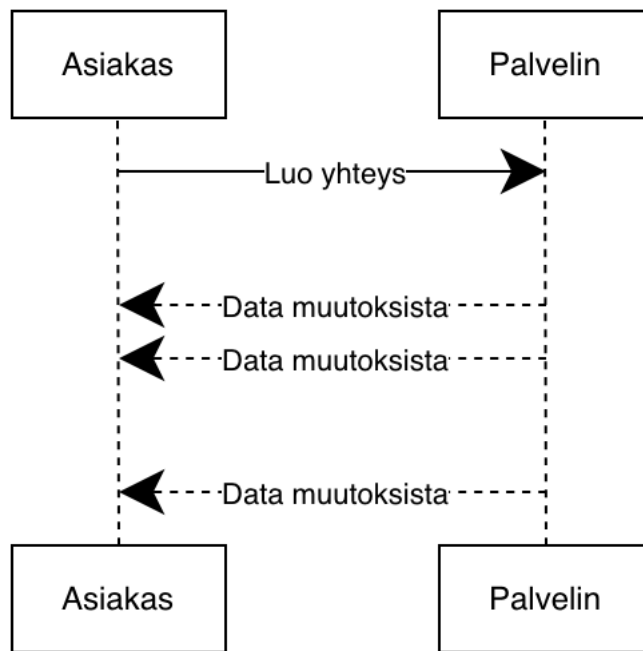 Asiakas
Palvelin
Luo yhteys
Data muutoksista
Data muutoksista
Data muutoksista
Asiakas
Palvelin